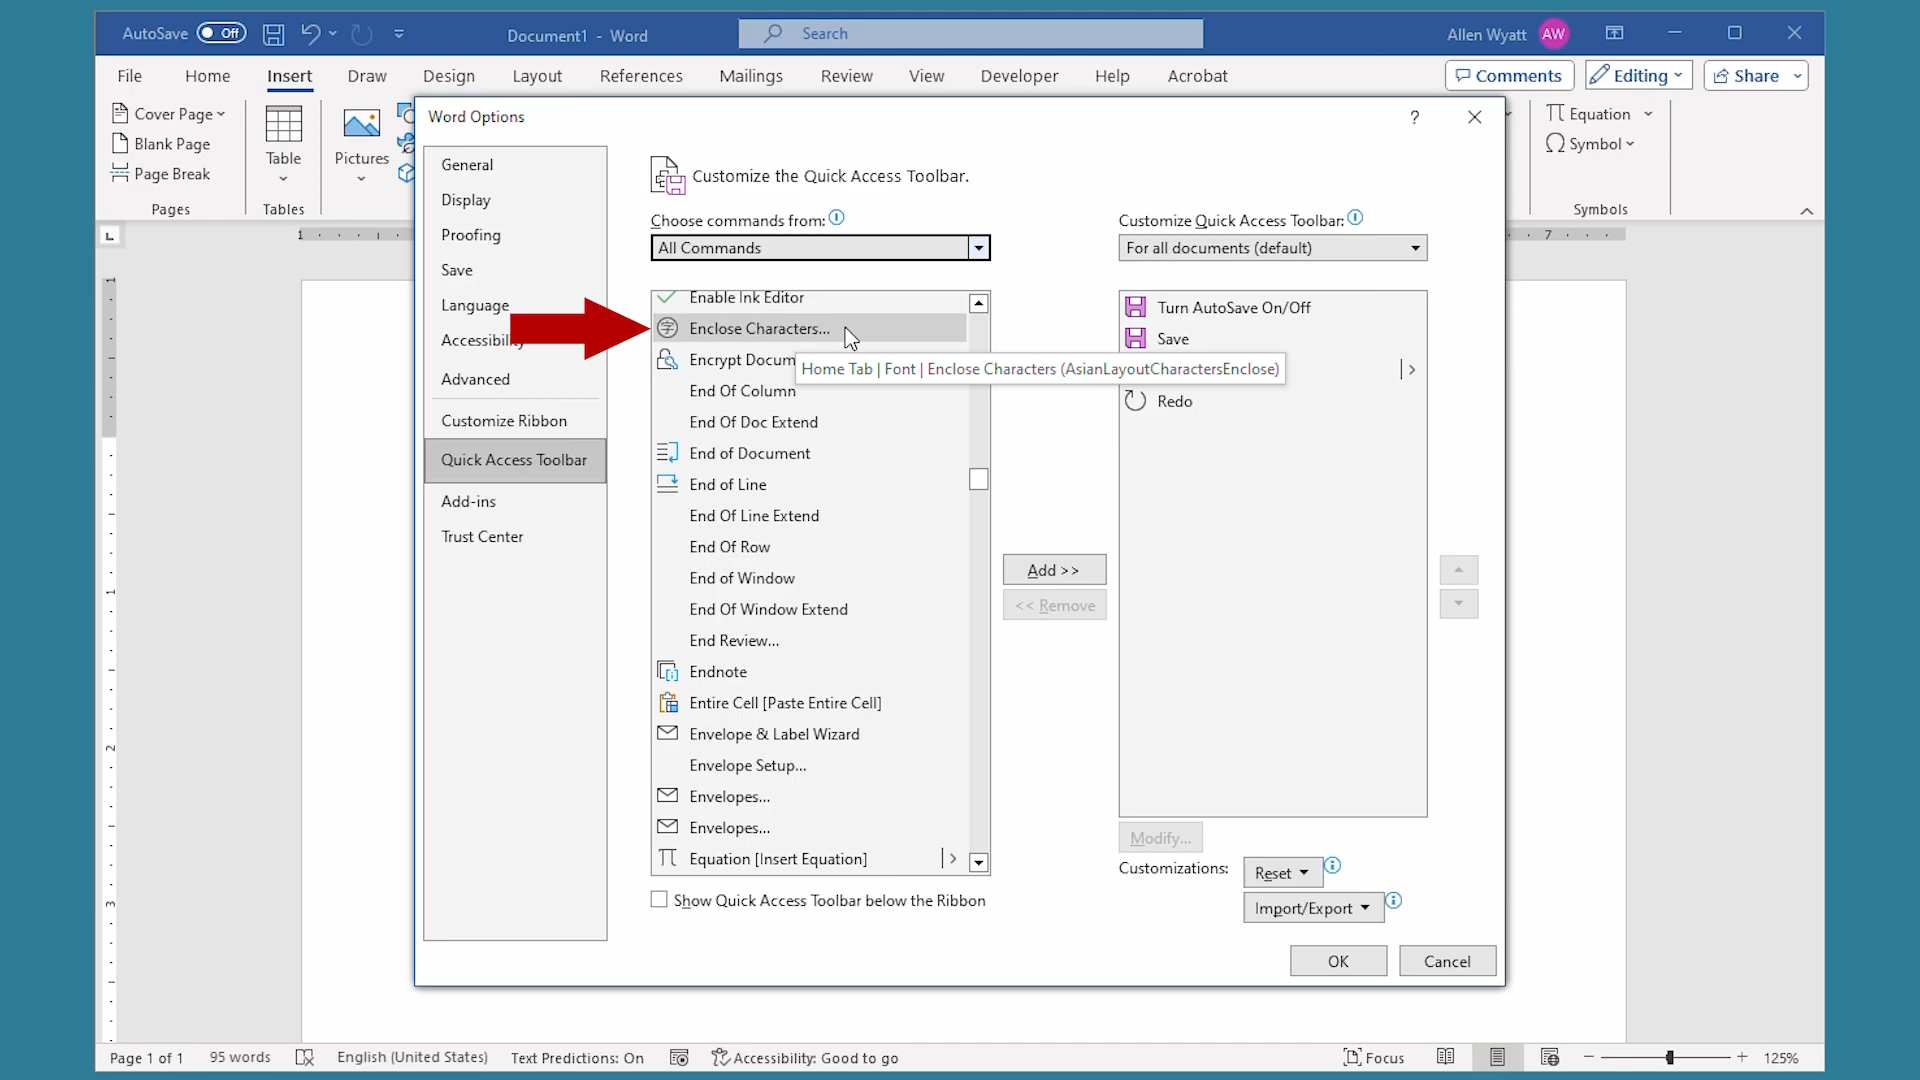 AutoSave Off
Document1 - Word
Search
Allen Wyatt AW
File Home Insert Draw Design Layout References Mailings Review View Developer Help Acrobat
Comments Editing Share
Cover Page
Blank Page
Page Break
Pages
Table
Tables
Pictures
Equation
Symbol
Symbols
Word Options
?
General
Display
Proofing
Save
Language
Accessibility
Advanced
Customize Ribbon
Quick Access Toolbar
Add-ins
Trust Center
Customize the Quick Access Toolbar.
Choose commands from:
All Commands
Enable Ink Editor
字 Enclose Characters...
Encrypt Docum
End Of Column
End Of Doc Extend
End of Document
End of Line
End Of Line Extend
End Of Row
End of Window
End Of Window Extend
End Review...
Endnote
Entire Cell [Paste Entire Cell]
Envelope & Label Wizard
Envelope Setup...
Envelopes...
Envelopes...
Equation [Insert Equation]
Show Quick Access Toolbar below the Ribbon
Home Tab | Font | Enclose Characters (AsianLayoutCharactersEnclose)
Add >>
<< Remove
Customize Quick Access Toolbar:
For all documents (default)
Turn AutoSave On/Off
Save
Redo
Modify...
Customizations:
Reset
Import/Export
OK Cancel
1
7
1
1
2
3
Page 1 of 1 95 words English (United States) Text Predictions: On Accessibility: Good to go Focus 125%